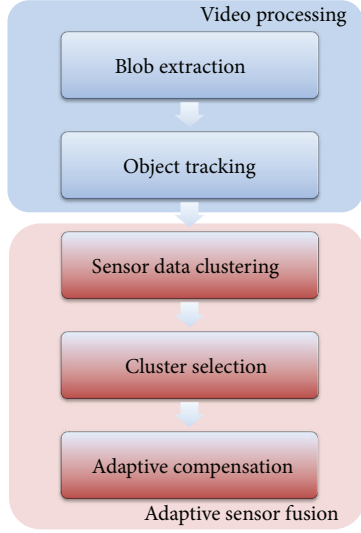 Video processing
Blob extraction
Object tracking
Sensor data clustering
Cluster selection
Adaptive compensation
Adaptive sensor fusion